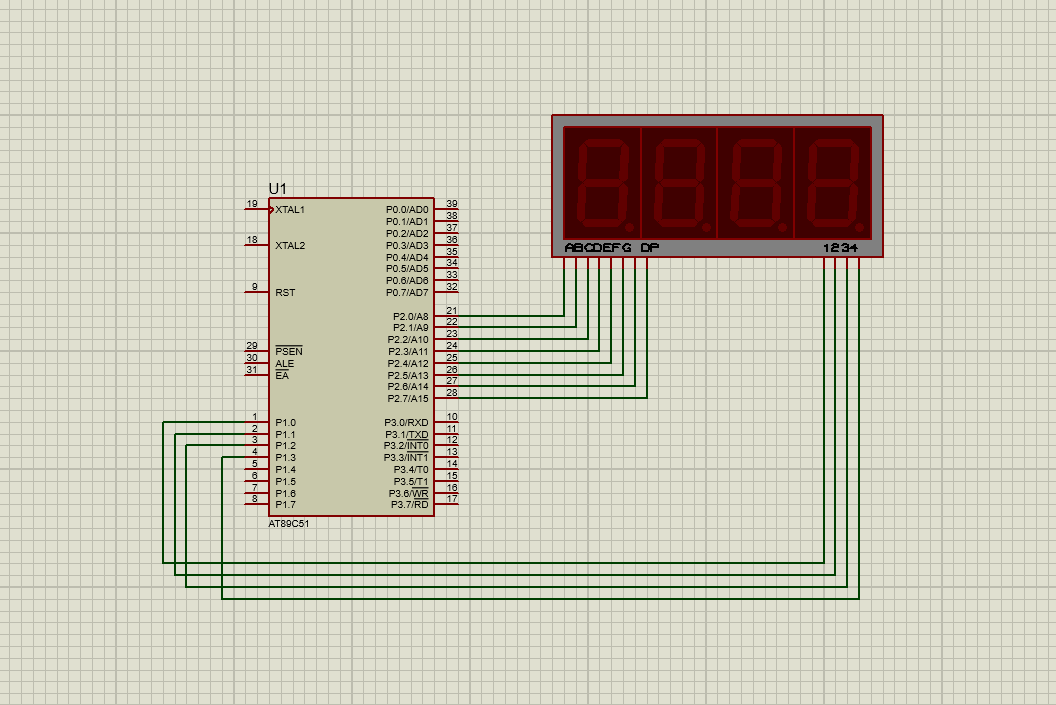 U1
19 XTAL1
18 XTAL2
9 RST
29 PSEN
30 ALE
31 EA
1 P1.0
2 P1.1
3 P1.2
4 P1.3
5 P1.4
6 P1.5
7 P1.6
8 P1.7
P0.0/AD0 39
P0.1/AD1 38
P0.2/AD2 37
P0.3/AD3 36
P0.4/AD4 35
P0.5/AD5 34
P0.6/AD6 33
P0.7/AD7 32
P2.0/A8 21
P2.1/A9 22
P2.2/A10 23
P2.3/A11 24
P2.4/A12 25
P2.5/A13 26
P2.6/A14 27
P2.7/A15 28
P3.0/RXD 10
P3.1/TXD 11
P3.2/INT0 12
P3.3/INT1 13
P3.4/T0 14
P3.5/T1 15
P3.6/WR 16
P3.7/RD 17
AT89C51
ABCDEFG DP 1234